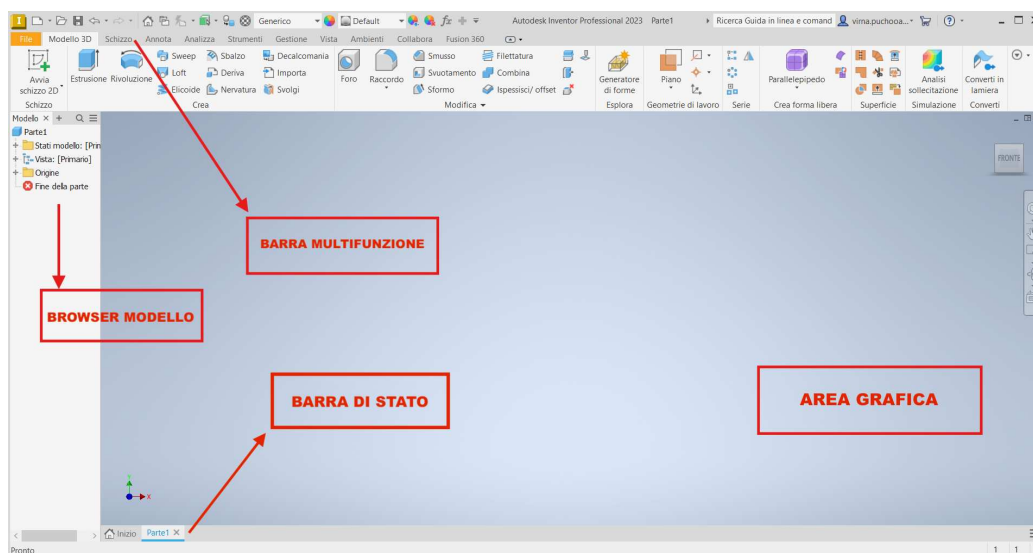 Generico Default Autodesk Inventor Professional 2023 Parte1 Ricerca Guida in linea e comand vima.puchooa...
File Modello 3D Schizzo Annota Analizza Strumenti Gestione Vista Ambienti Collabora Fusion 360
Avvia schizzo 2D
Estrusione
Rivoluzione
Sweep
Loft
Elicoide
Sbalzo
Deriva
Nervatura
Decalcomania
Importa
Svolgi
Foro
Raccordo
Smusso
Svuotamento
Sformo
Filettatura
Combina
Ispessisci/ offset
Generatore di forme
Piano
Parallelepipedo
Analisi sollecitazione
Converti in lamiera
Schizzo Crea Modifica Esplora Geometrie di lavoro Serie Crea forma libera Superficie Simulazione Converti
Modello
Parte1
Stati modello: [Prin
Vista: [Primario]
Origine
Fine della parte
FRONTE
BARRA MULTIFUNZIONE
BROWSER MODELLO
BARRA DI STATO
AREA GRAFICA
X
Inizio Parte1
Pronto 1 1